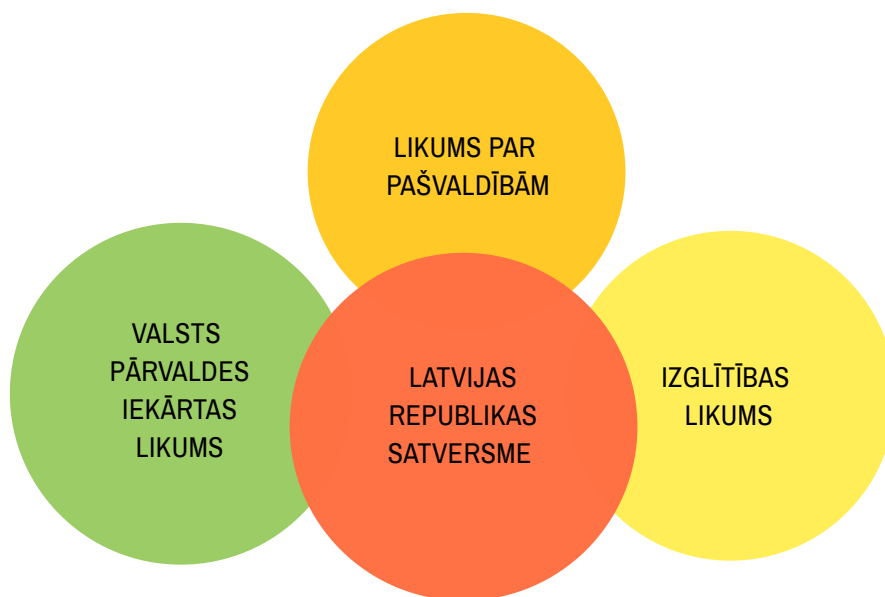 LIKUMS PAR
PAŠVALDĪBĀM
VALSTS
PĀRVALDES
IEKĀRTAS
LIKUMS
LATVIJAS
REPUBLIKAS
SATVERSME
IZGLĪTĪBAS
LIKUMS